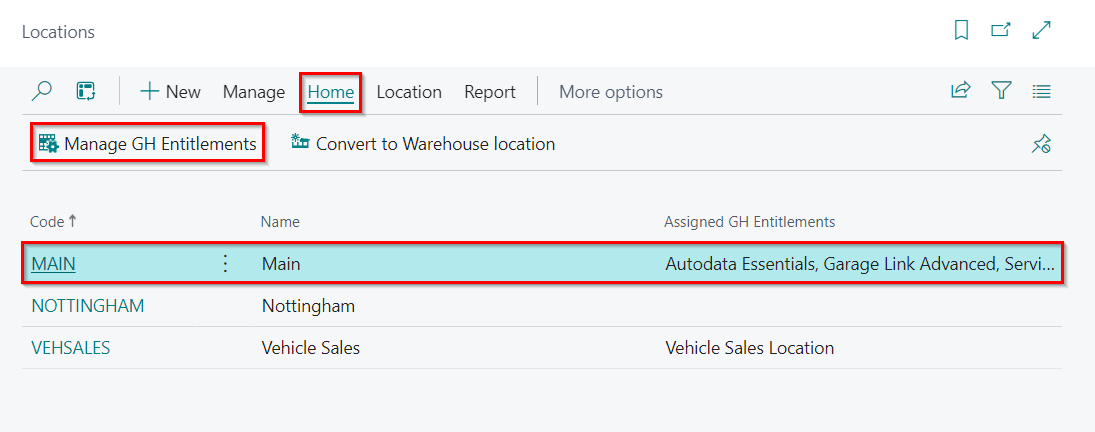 Locations
New Manage Home Location Report More options
Manage GH Entitlements Convert to Warehouse location
Code ↑ Name Assigned GH Entitlements
MAIN Main Autodata Essentials, Garage Link Advanced, Servi...
NOTTINGHAM Nottingham
VEHSALES Vehicle Sales Vehicle Sales Location